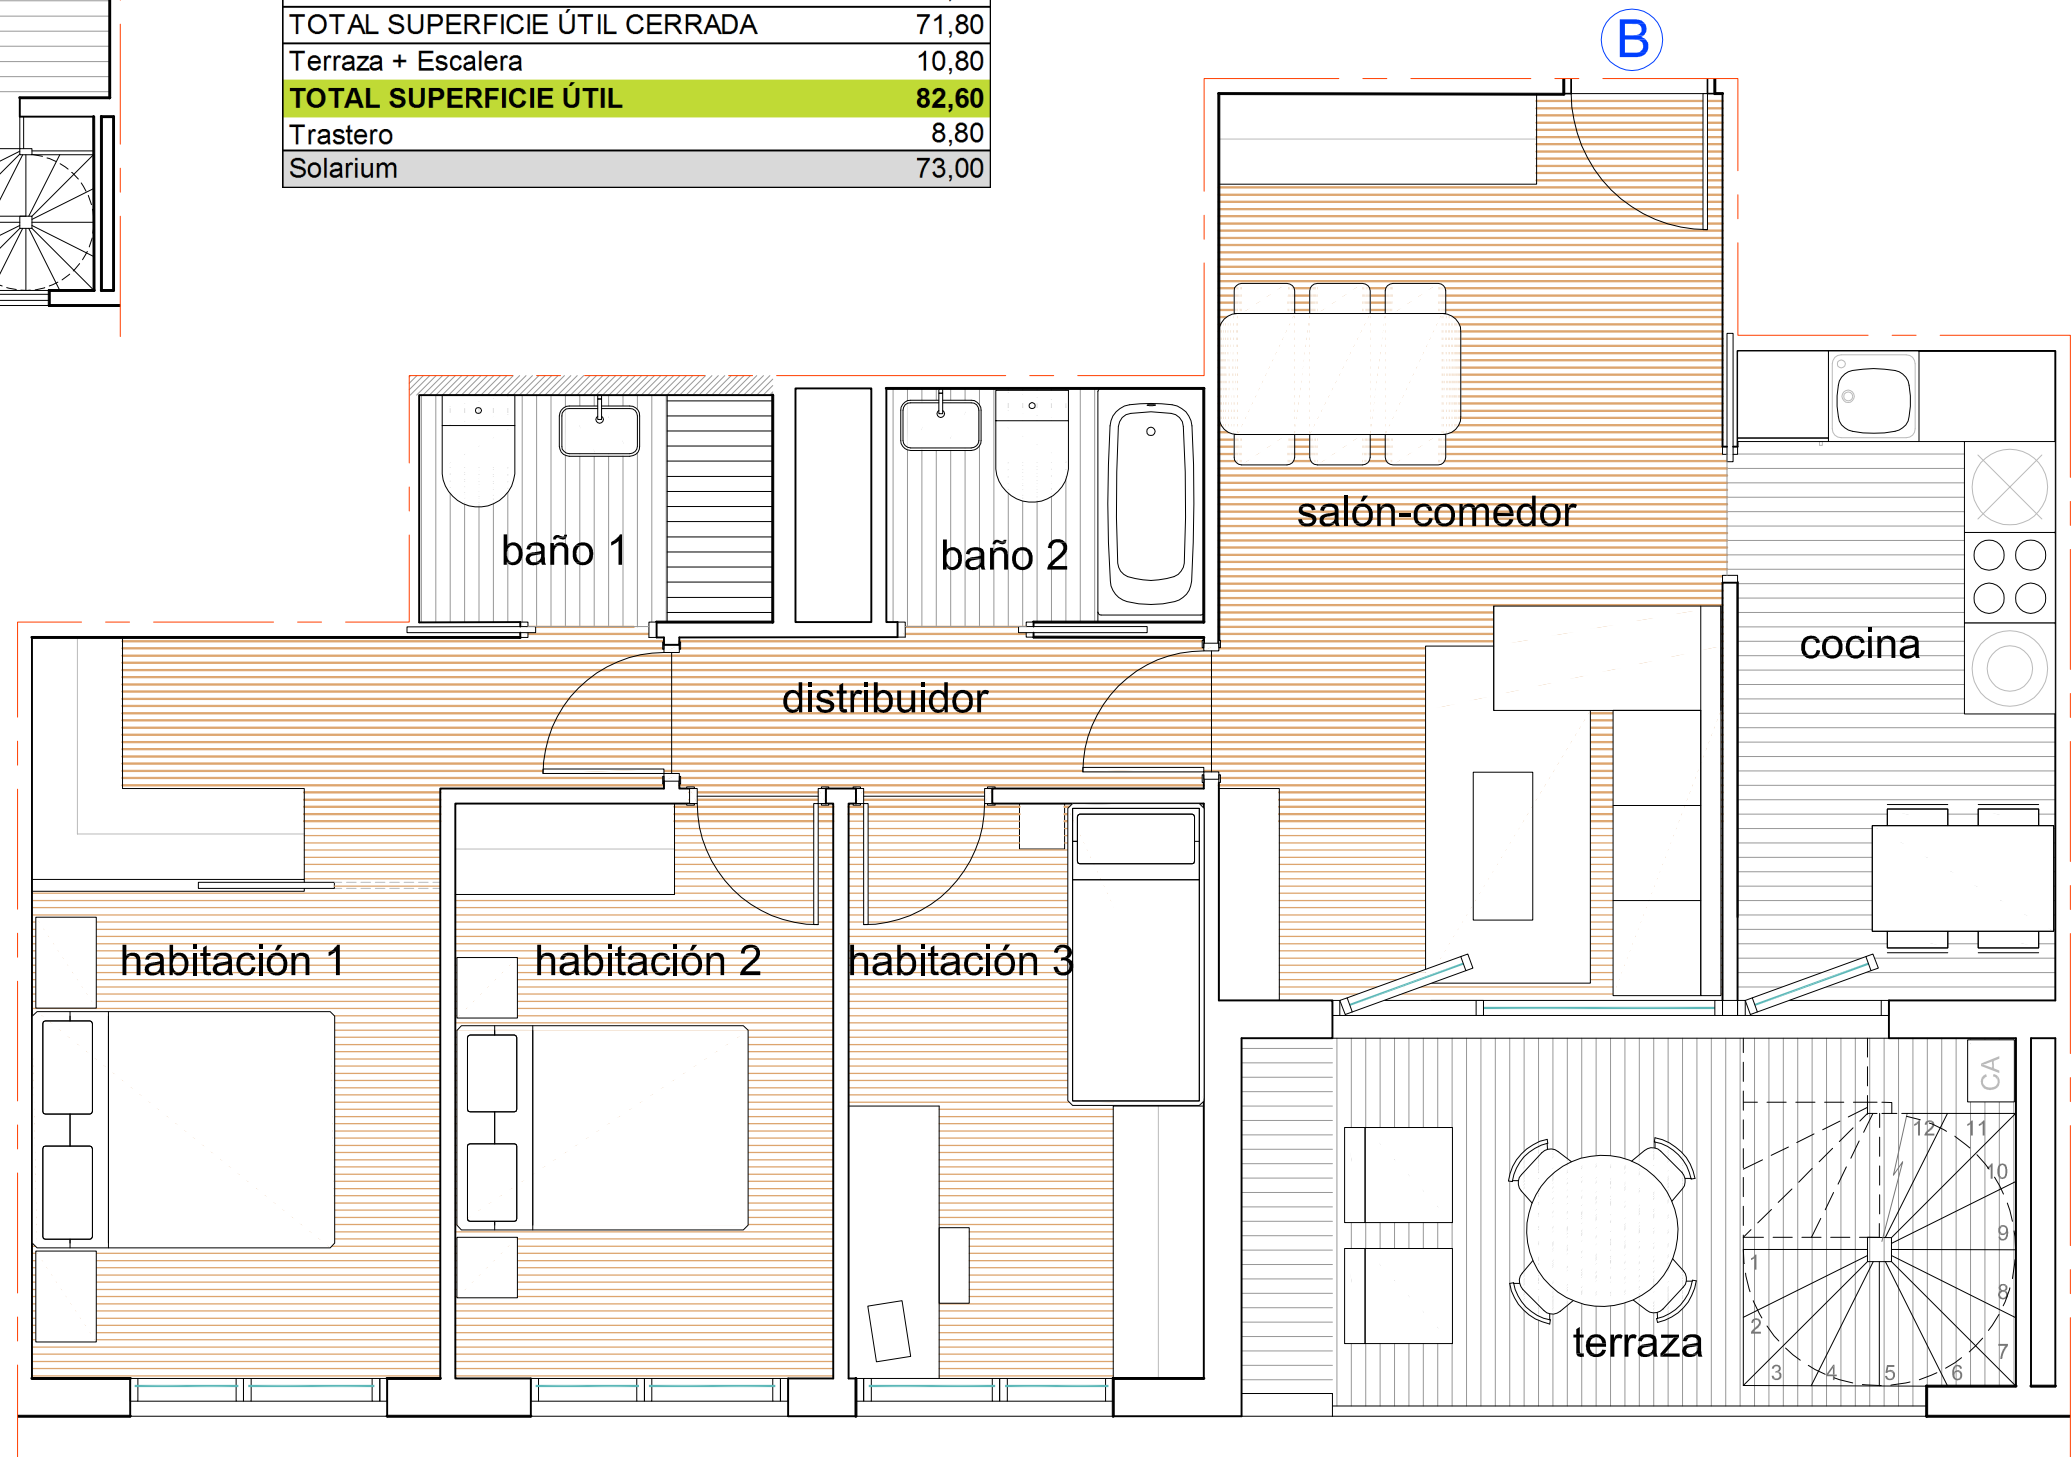 TOTAL SUPERFICIE ÚTIL CERRADA 71,80
Terraza + Escalera 10,80
TOTAL SUPERFICIE ÚTIL 82,60
Trastero 8,80
Solarium 73,00
B
salón-comedor
baño 1
baño 2
cocina
distribuidor
habitación 1
habitación 2
habitación 3
CA
12
11
10
9
1
8
2
7
3
4
5
6
terraza